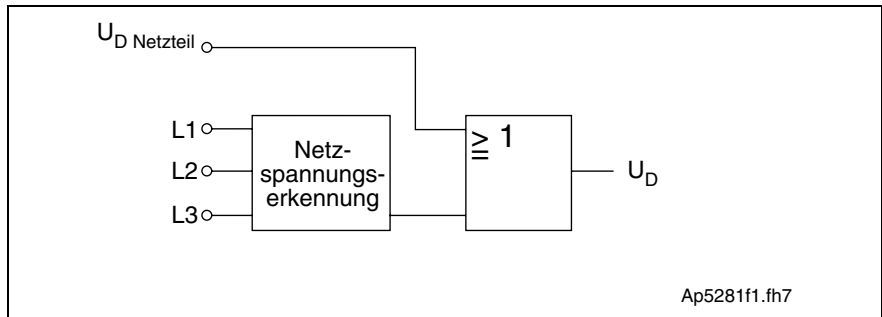 U_D Netzteil
L1
L2
L3
Netz-
spannungs-
erkennung
≧ 1
U_D
Ap5281f1.fh7